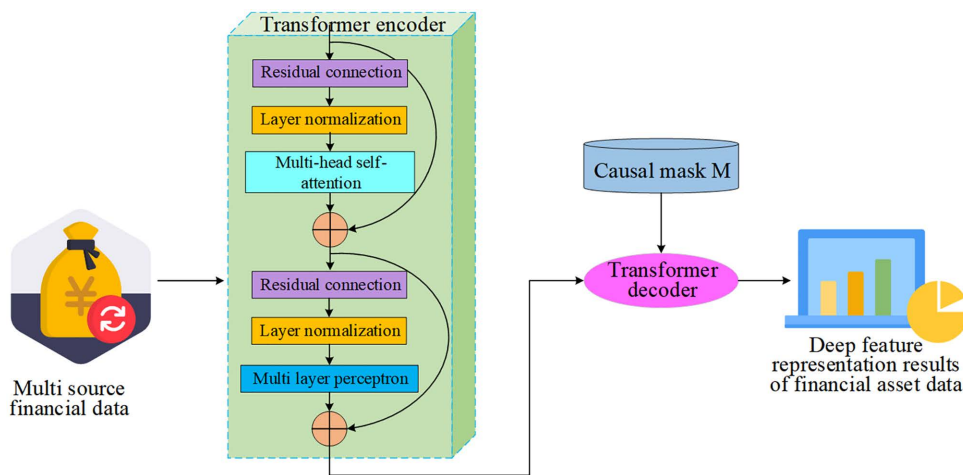 Transformer encoder
Residual connection
Layer normalization
Multi-head self-
attention
Residual connection
Layer normalization
Multi layer perceptron
¥
Multi source
financial data
Causal mask M
Transformer
decoder
Deep feature
representation results
of financial asset data